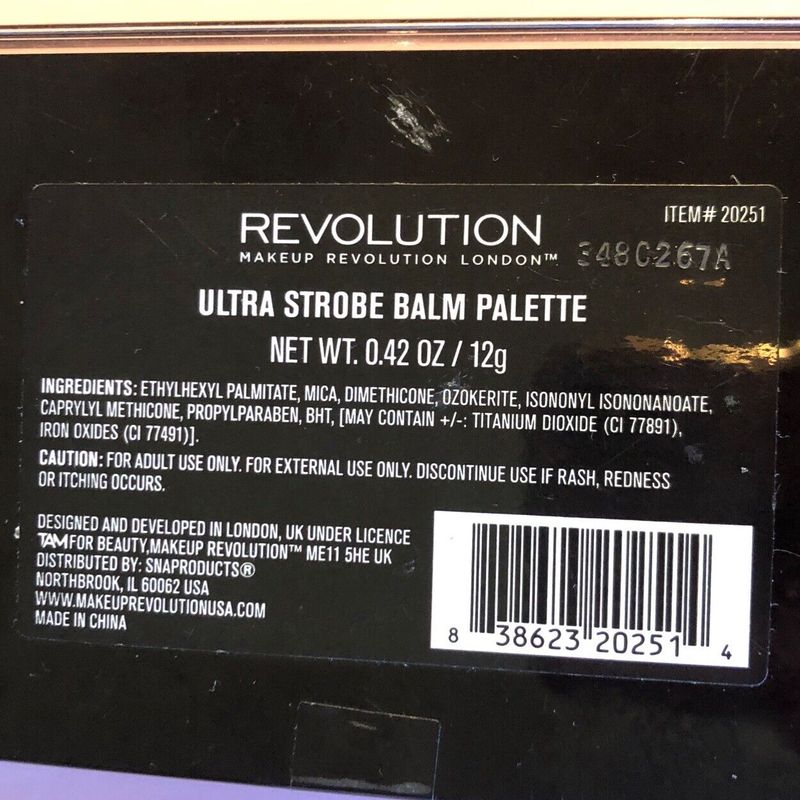 REVOLUTION
ITEM# 20251
MAKEUP REVOLUTION LONDON™
348C267A
ULTRA STROBE BALM PALETTE
NET WT. 0.42 OZ / 12g
INGREDIENTS: ETHYLHEXYL PALMITATE, MICA, DIMETHICONE, OZOKERITE, ISONONYL ISONONANOATE,
CAPRYLYL METHICONE, PROPYLPARABEN, BHT, [MAY CONTAIN +/-: TITANIUM DIOXIDE (CI 77891),
IRON OXIDES (CI 77491)].
CAUTION: FOR ADULT USE ONLY. FOR EXTERNAL USE ONLY. DISCONTINUE USE IF RASH, REDNESS
OR ITCHING OCCURS.
DESIGNED AND DEVELOPED IN LONDON, UK UNDER LICENCE
TAM FOR BEAUTY,MAKEUP REVOLUTION™ ME11 5HE UK
DISTRIBUTED BY: SNAPRODUCTS®
NORTHBROOK, IL 60062 USA
WWW.MAKEUPREVOLUTIONUSA.COM
MADE IN CHINA
8 38623 20251 4